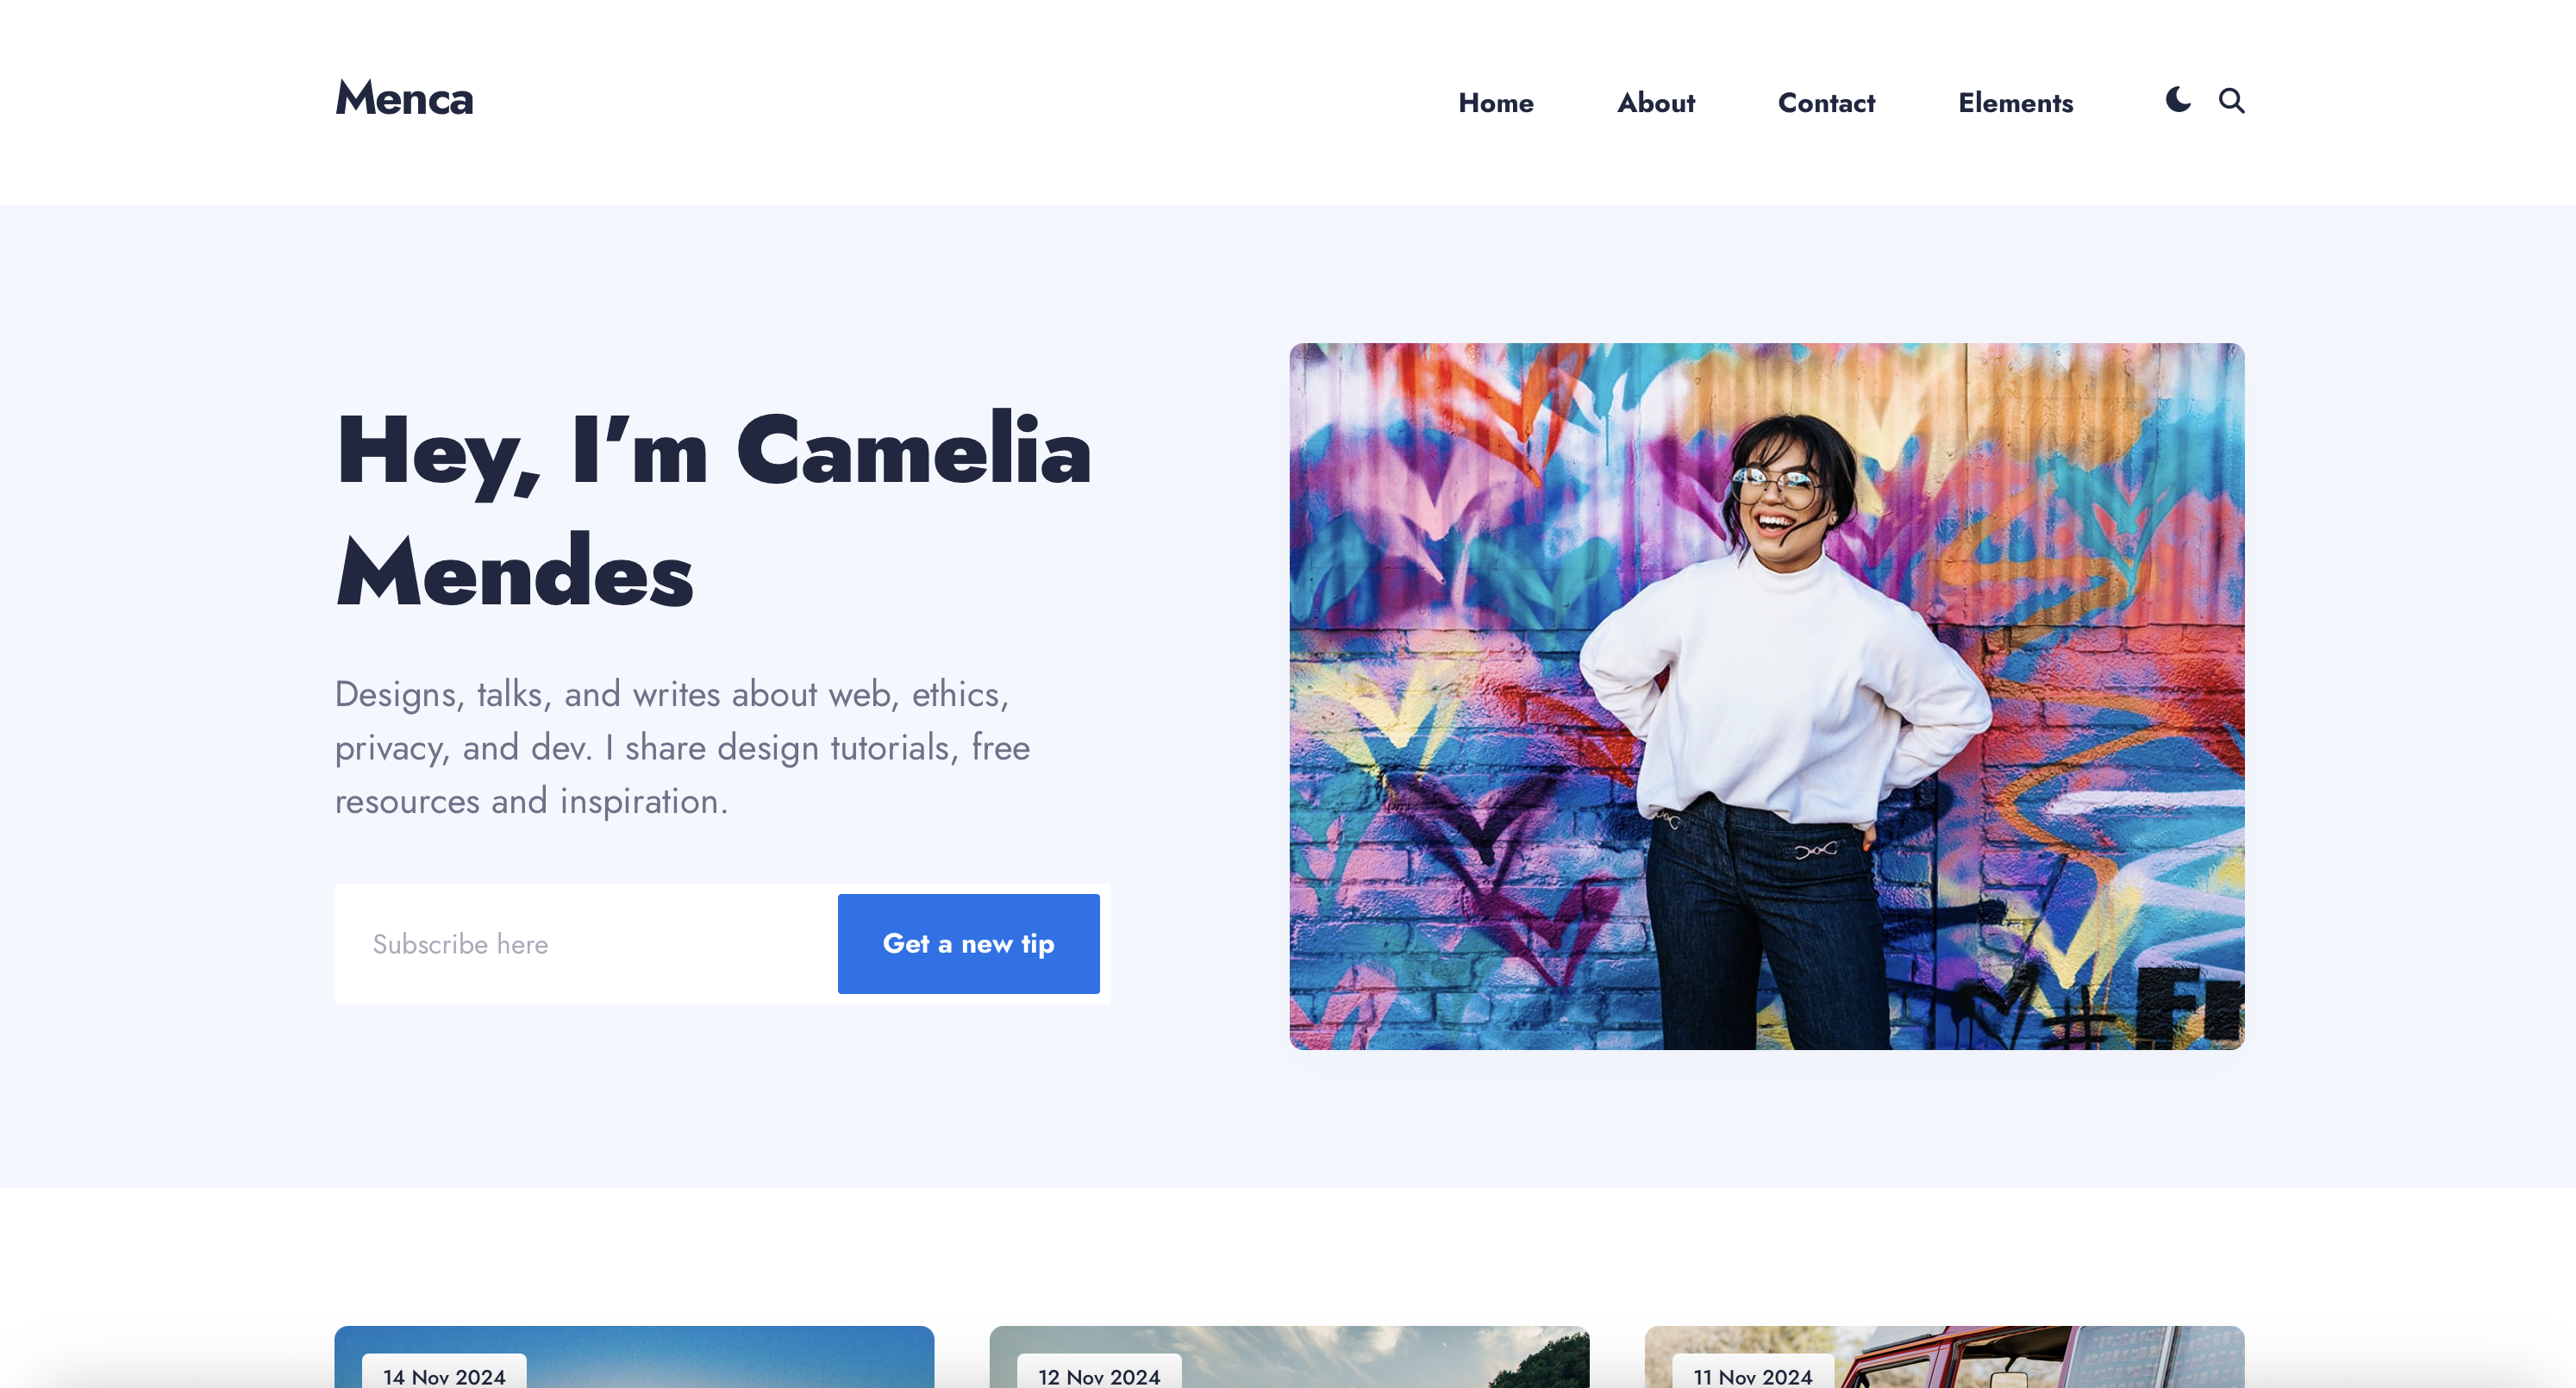 Menca
Home
About
Contact
Elements
Hey, I’m Camelia
Mendes
Designs, talks, and writes about web, ethics,
privacy, and dev. I share design tutorials, free
resources and inspiration.
Subscribe here
Get a new tip
# Fr
14 Nov 2024
12 Nov 2024
11 Nov 2024